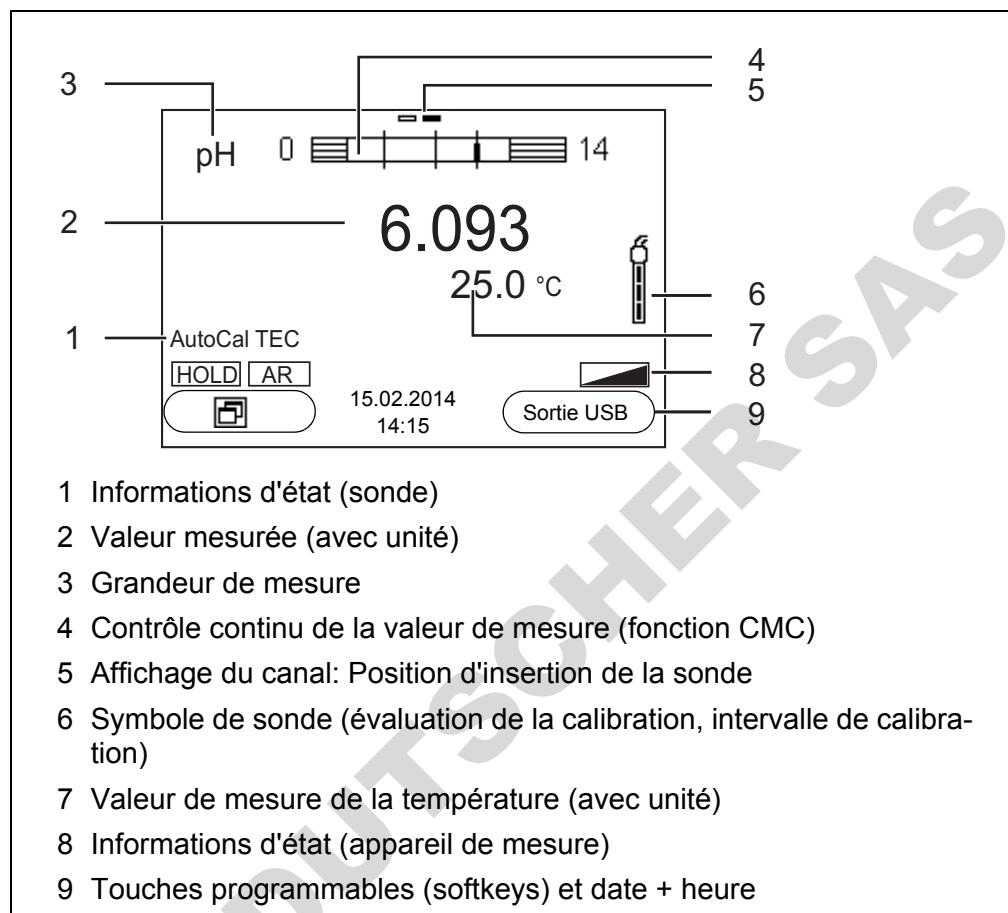 3
4
5
pH 0 14
2
6.093
25.0 °C
6
7
1
AutoCal TEC
HOLD AR
8
15.02.2014
14:15
Sortie USB
9
1 Informations d'état (sonde)
2 Valeur mesurée (avec unité)
3 Grandeur de mesure
4 Contrôle continu de la valeur de mesure (fonction CMC)
5 Affichage du canal: Position d'insertion de la sonde
6 Symbole de sonde (évaluation de la calibration, intervalle de calibra-
tion)
7 Valeur de mesure de la température (avec unité)
8 Informations d'état (appareil de mesure)
9 Touches programmables (softkeys) et date + heure
DUTSCHER SAS